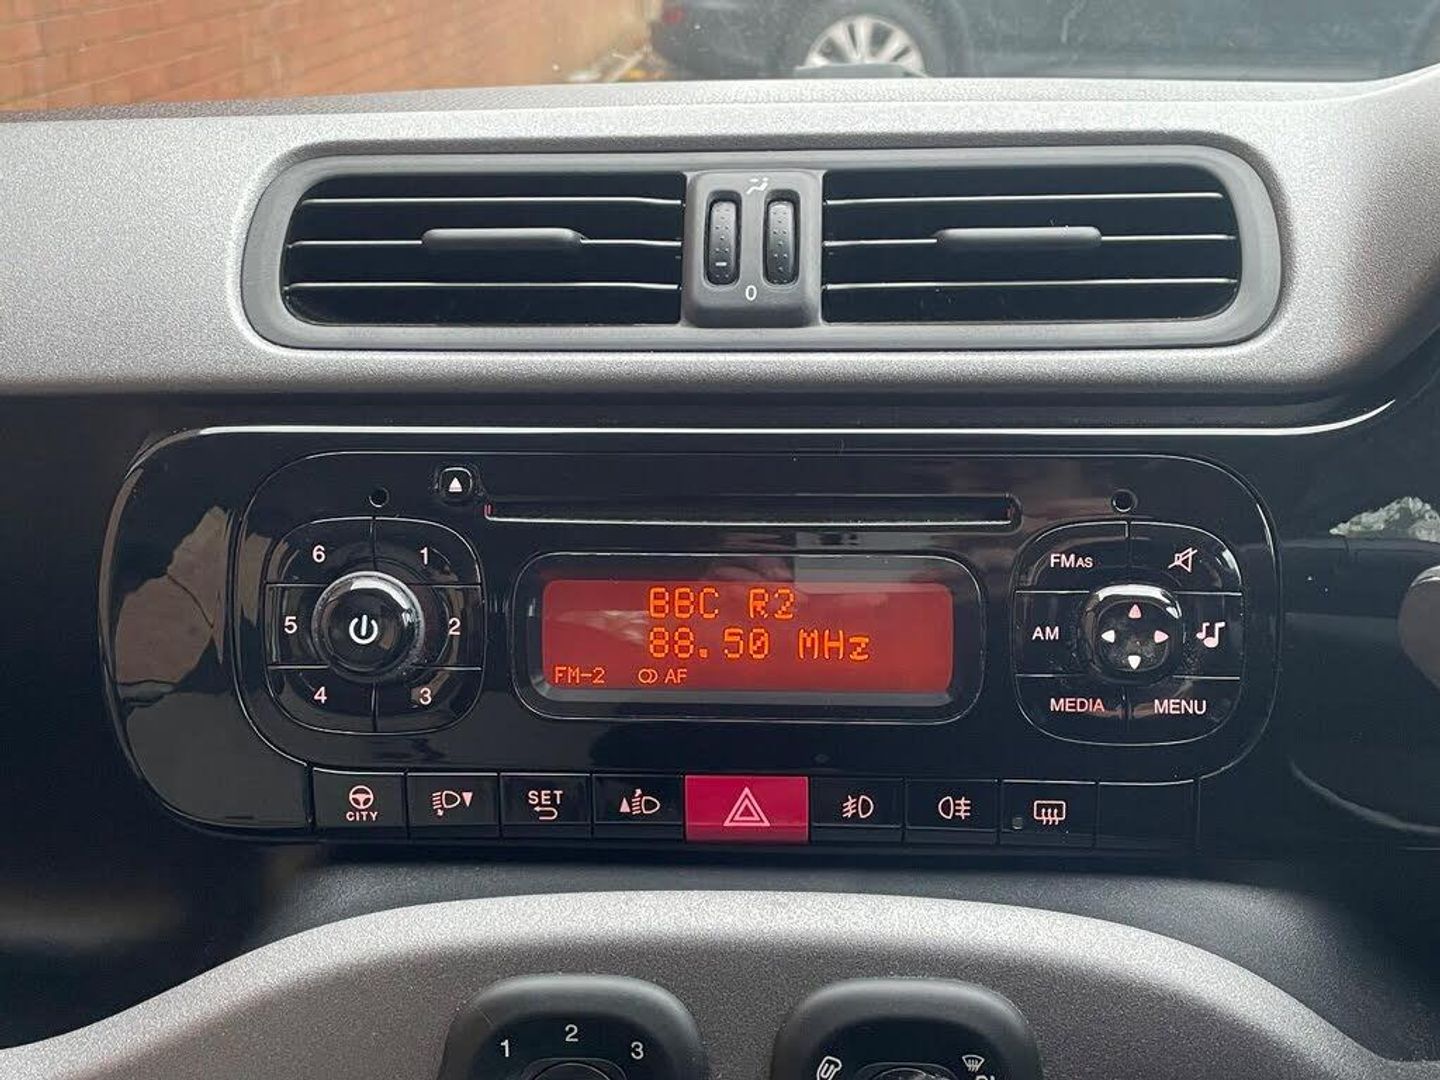 0
6
1
5
2
4
3
BBC R2
88.50 MHz
FM-2 AF
FMAS
AM
MEDIA
MENU
CITY
SET
1
2
3